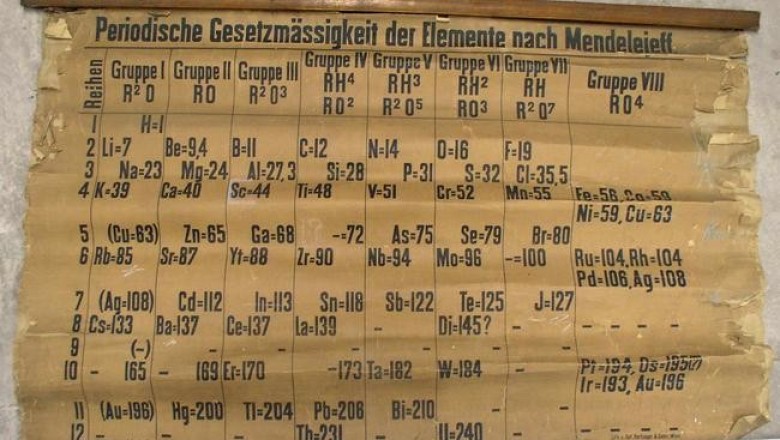 Periodische Gesetzmässigkeit der Elemente nach Mendelejeff.
Reihen Gruppe I R²O Gruppe II RO Gruppe III R²O³ Gruppe IV RH⁴ RO² Gruppe V RH³ R²O⁵ Gruppe VI RH² RO³ Gruppe VII RH R²O⁷ Gruppe VIII RO⁴
1 H=1
2 Li=7 Be=9,4 B=11 C=12 N=14 O=16 F=19
3 Na=23 Mg=24 Al=27,3 Si=28 P=31 S=32 Cl=35,5
4 K=39 Ca=40 Sc=44 Ti=48 V=51 Cr=52 Mn=55 Fe=56, Co=59
Ni=59, Cu=63
5 (Cu=63) Zn=65 Ga=68 -=72 As=75 Se=79 Br=80
6 Rb=85 Sr=87 Yt=88 Zr=90 Nb=94 Mo=96 -=100 Ru=104, Rh=104
Pd=106, Ag=108
7 (Ag=108) Cd=112 In=113 Sn=118 Sb=122 Te=125 J=127
8 Cs=133 Ba=137 Ce=137 La=139 - Di=145? - - - - -
9 (-) - - - - - -
10 - 165 - 169 Er=170 -173 Ta=182 W=184 - Pt=194, Os=195(?)
Ir=193, Au=196
11 (Au=196) Hg=200 Tl=204 Pb=206 Bi=210 - -
12 - - - Th=231 - U=240 - - - - -